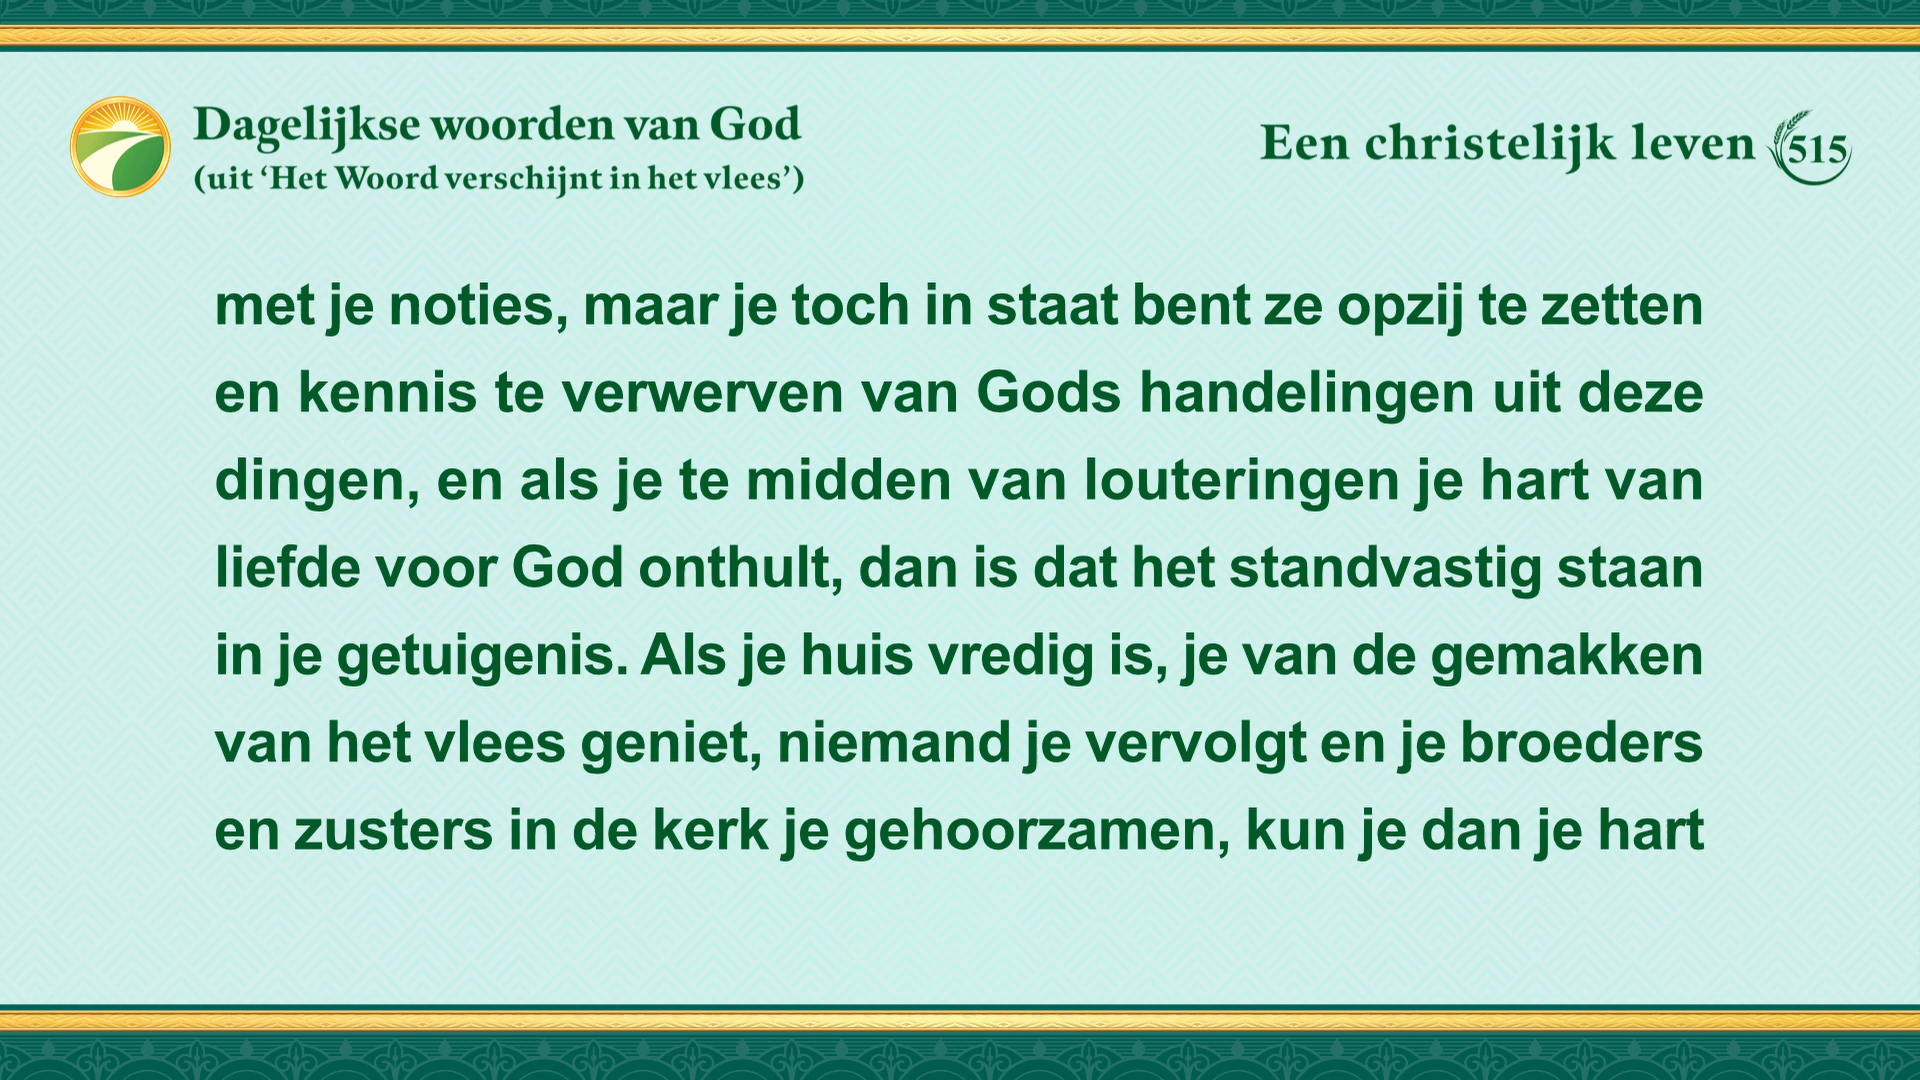 Dagelijkse woorden van God
(uit ‘Het Woord verschijnt in het vlees’)
Een christelijk leven 515
met je noties, maar je toch in staat bent ze opzij te zetten
en kennis te verwerven van Gods handelingen uit deze
dingen, en als je te midden van louteringen je hart van
liefde voor God onthult, dan is dat het standvastig staan
in je getuigenis. Als je huis vredig is, je van de gemakken
van het vlees geniet, niemand je vervolgt en je broeders
en zusters in de kerk je gehoorzamen, kun je dan je hart